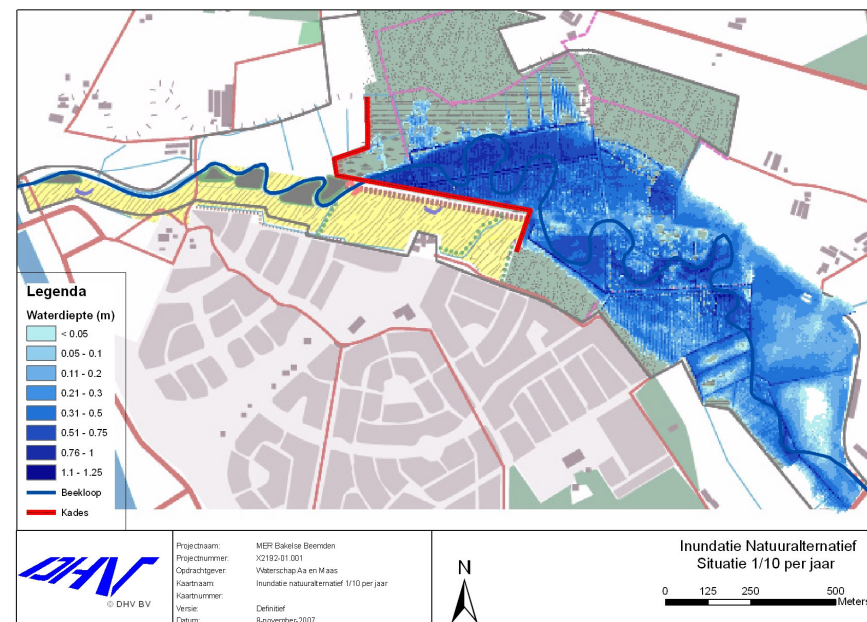 Legenda
Waterdiepte (m)
< 0.05
0.05 - 0.1
0.11 - 0.2
0.21 - 0.3
0.31 - 0.5
0.51 - 0.75
0.76 - 1
1.1 - 1.25
Beekloop
Kades
DHV
© DHV BV
Projectnaam: MER Bakelse Beemden
Projectnummer: X2192-01.001
Opdrachtgever: Waterschap Aa en Maas
Kaartnaam: Inundatie natuuralternatief 1/10 per jaar
Kaartnummer:
Versie: Definitief
Datum: 8-november-2007
N
Inundatie Natuuralternatief
Situatie 1/10 per jaar
0 125 250 500
Meters